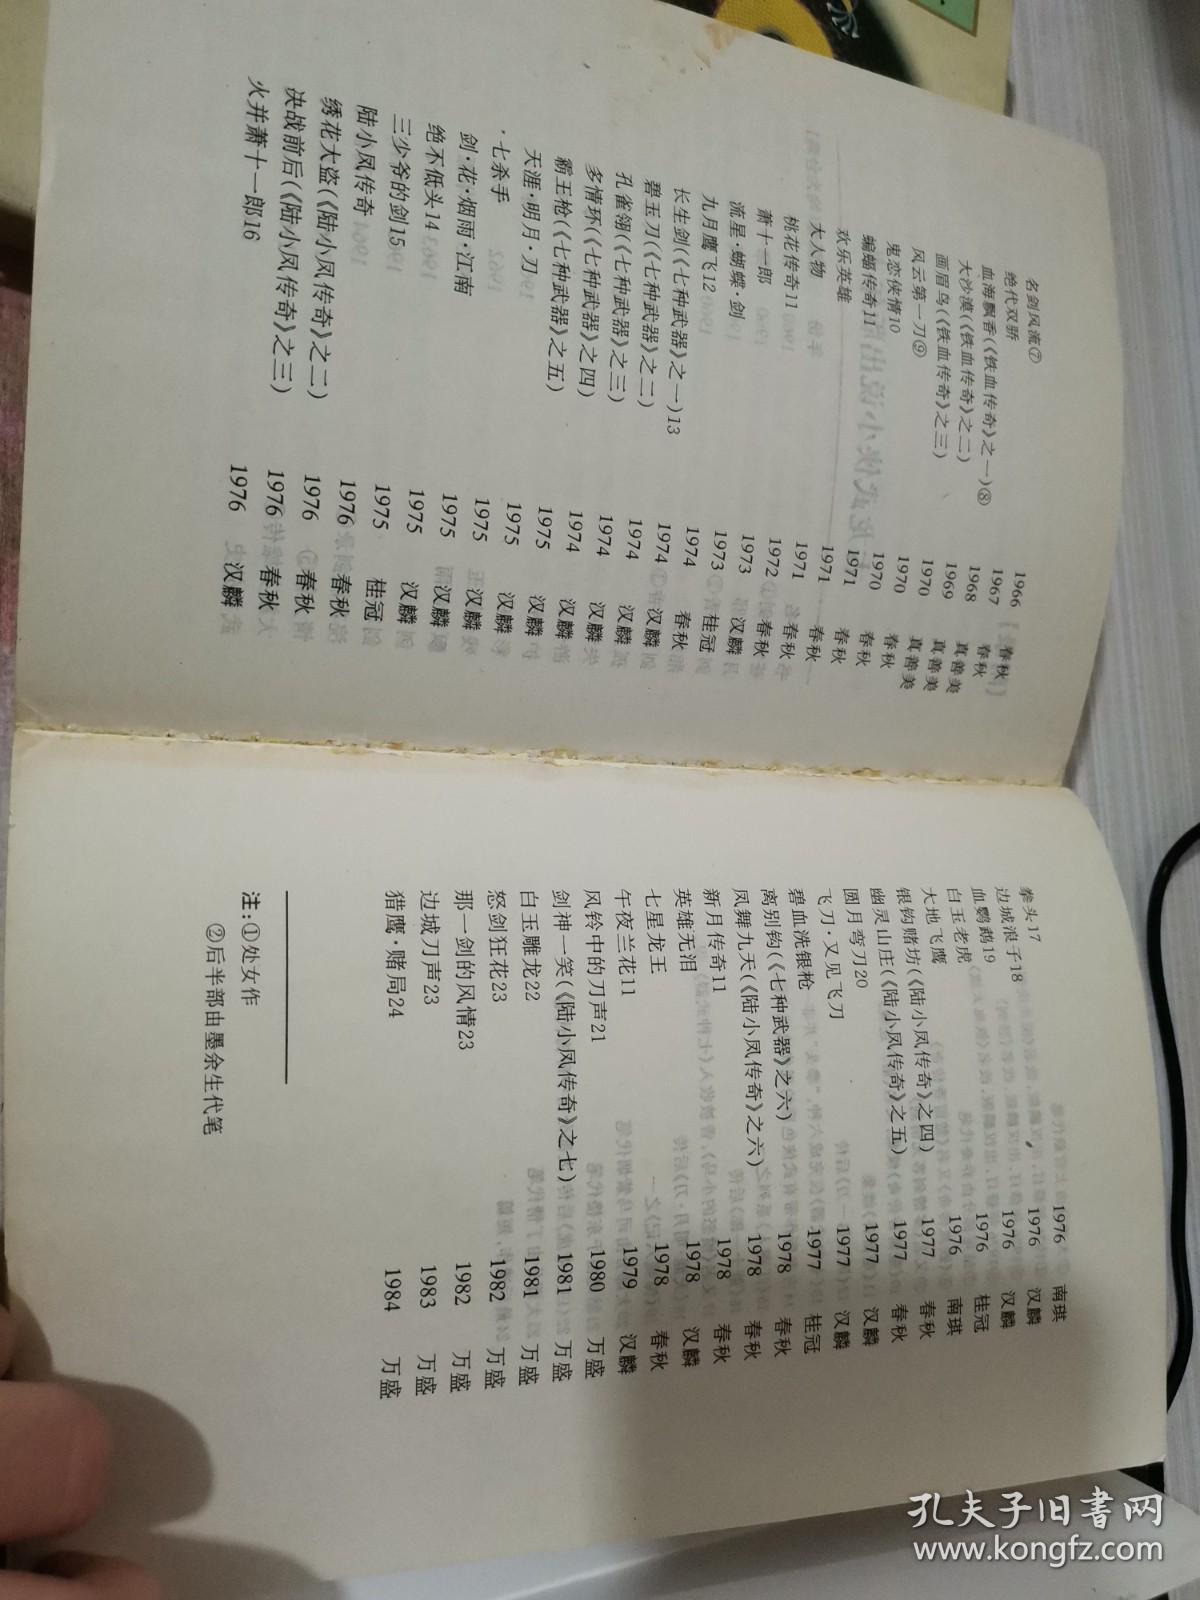 名剑风流⑦ 1966 春秋
绝代双骄 1967 春秋
血海飘香(《铁血传奇》之一)⑧ 1968 真善美
大沙漠(《铁血传奇》之二) 1969 真善美
画眉鸟(《铁血传奇》之三) 1970 真善美
风云第一刀⑨ 1970 春秋
鬼恋侠情10 1970 春秋
蝙蝠传奇11 1971 春秋
欢乐英雄 1971 春秋
大人物 1971 春秋
桃花传奇11 1972 春秋
萧十一郎 1973 汉麟
流星·蝴蝶·剑 1973 桂冠
九月鹰飞12 1974 春秋
长生剑(《七种武器》之一)13 1974 汉麟
碧玉刀(《七种武器》之二) 1974 汉麟
孔雀翎(《七种武器》之三) 1974 汉麟
多情环(《七种武器》之四) 1974 汉麟
霸王枪(《七种武器》之五) 1975 汉麟
天涯·明月·刀 1975 汉麟
·七杀手 1975 汉麟
剑·花·烟雨·江南 1975 汉麟
绝不低头14 1975 汉麟
三少爷的剑15 1975 桂冠
陆小凤传奇 1976 春秋
绣花大盗(《陆小凤传奇》之二) 1976 春秋
决战前后(《陆小凤传奇》之三) 1976 春秋
火并萧十一郎16 1976 汉麟
拳头17 1976 南琪
边城浪子18 1976 汉麟
血鹦鹉19 1976 汉麟
白玉老虎 1976 桂冠
大地飞鹰 1976 南琪
银钩赌坊(《陆小凤传奇》之四) 1977 春秋
幽灵山庄(《陆小凤传奇》之五) 1977 春秋
圆月弯刀20 1977 汉麟
飞刀·又见飞刀 1977 汉麟
碧血洗银枪 1977 桂冠
离别钩(《七种武器》之六) 1978 春秋
凤舞九天(《陆小凤传奇》之六) 1978 春秋
新月传奇11 1978 春秋
英雄无泪 1978 汉麟
七星龙王 1978 春秋
午夜兰花11 1979 汉麟
风铃中的刀声21 1980 万盛
剑神一笑(《陆小凤传奇》之七) 1981 万盛
白玉雕龙22 1981 万盛
怒剑狂花23 1982 万盛
那一剑的风情23 1982 万盛
边城刀声23 1983 万盛
猎鹰·赌局24 1984 万盛
注:①处女作
②后半部由墨余生代笔
孔夫子旧书网
www.kongfz.com